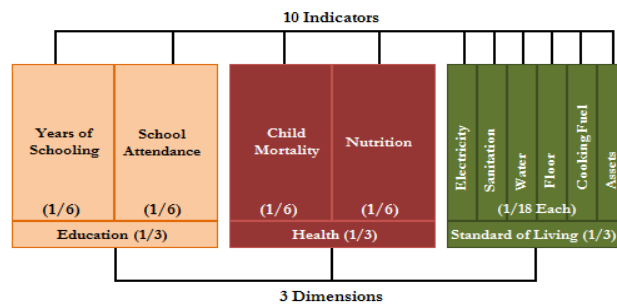 10 Indicators
Years of
Schooling
(1/6)
School
Attendance
(1/6)
Education (1/3)
Child
Mortality
(1/6)
Nutrition
(1/6)
Health (1/3)
Electricity
Sanitation
Water
Floor
Cooking Fuel
Assets
(1/18 Each)
Standard of Living (1/3)
3 Dimensions